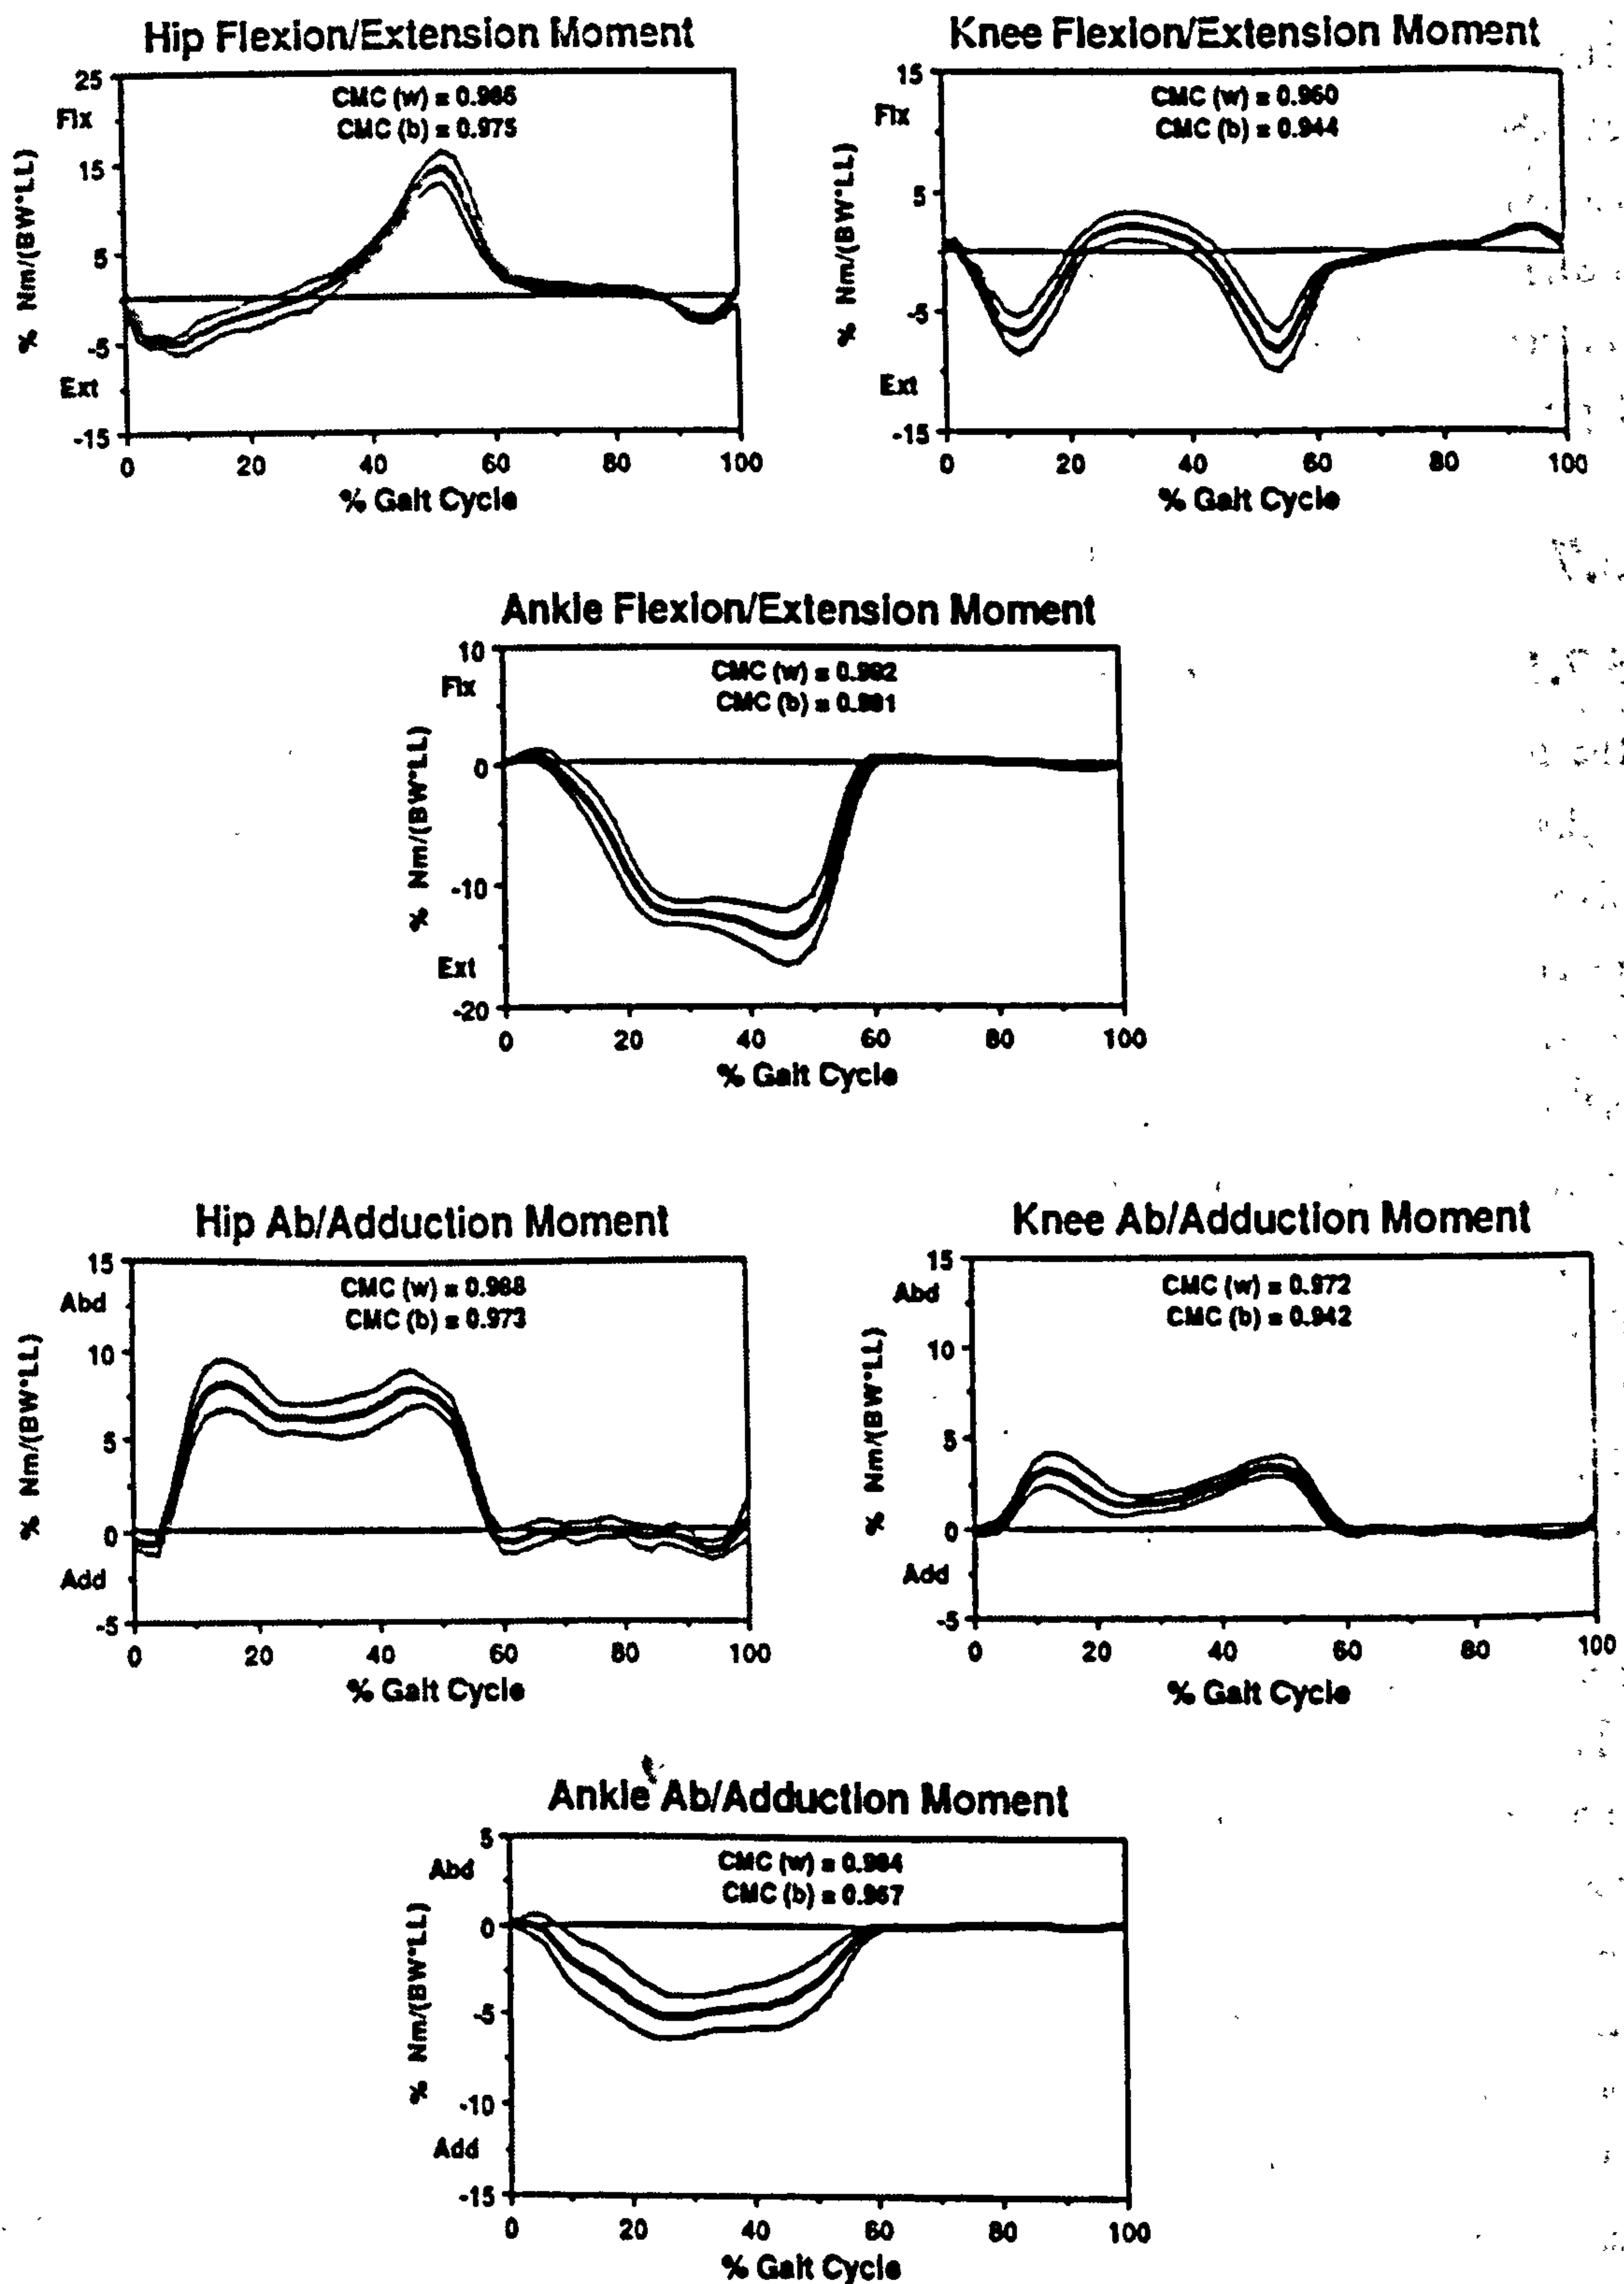 Hip Flexion/Extension Moment
25
Flx
15
5
-5
Ext
-15
% Nm/(BW*LL)
CMC (w) =
CMC (b) = 0.975
0 20 40 60 80 100
% Gait Cycle
Knee Flexion/Extension Moment
15
Flx
5
-5
Ext
-15
% Nm/(BW*LL)
CMC (w) = 0.960
CMC (b) = 0.944
0 20 40 60 80 100
% Gait Cycle
Ankle Flexion/Extension Moment
10
Flx
0
-10
Ext
-20
% Nm/(BW*LL)
CMC (w) = 0.992
CMC (b) = 0.981
0 20 40 60 80 100
% Gait Cycle
Hip Ab/Adduction Moment
15
Abd
10
5
0
Add
-5
% Nm/(BW*LL)
CMC (w) = 0.988
CMC (b) = 0.973
0 20 40 60 80 100
% Gait Cycle
Knee Ab/Adduction Moment
15
Abd
10
5
0
Add
-5
% Nm/(BW*LL)
CMC (w) = 0.972
CMC (b) = 0.942
0 20 40 60 80 100
% Gait Cycle
Ankle Ab/Adduction Moment
5
Abd
0
-5
-10
Add
-15
% Nm/(BW*LL)
CMC (w) =
CMC (b) =
0 20 40 60 80 100
% Gait Cycle